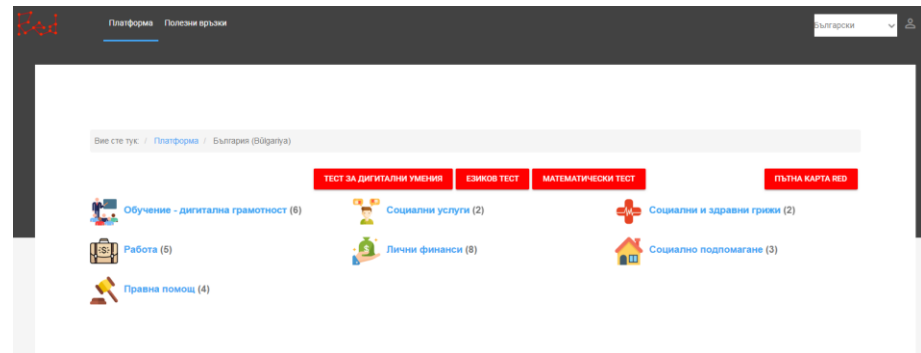 Платформа Полезни връзки Български
Вие сте тук: / Платформа / България (Bŭlgariya)
ТЕСТ ЗА ДИГИТАЛНИ УМЕНИЯ ЕЗИКОВ ТЕСТ МАТЕМАТИЧЕСКИ ТЕСТ ПЪТНА КАРТА RED
Обучение - дигитална грамотност (6) Социални услуги (2) Социални и здравни грижи (2)
Работа (5) Лични финанси (8) Социално подпомагане (3)
Правна помощ (4)